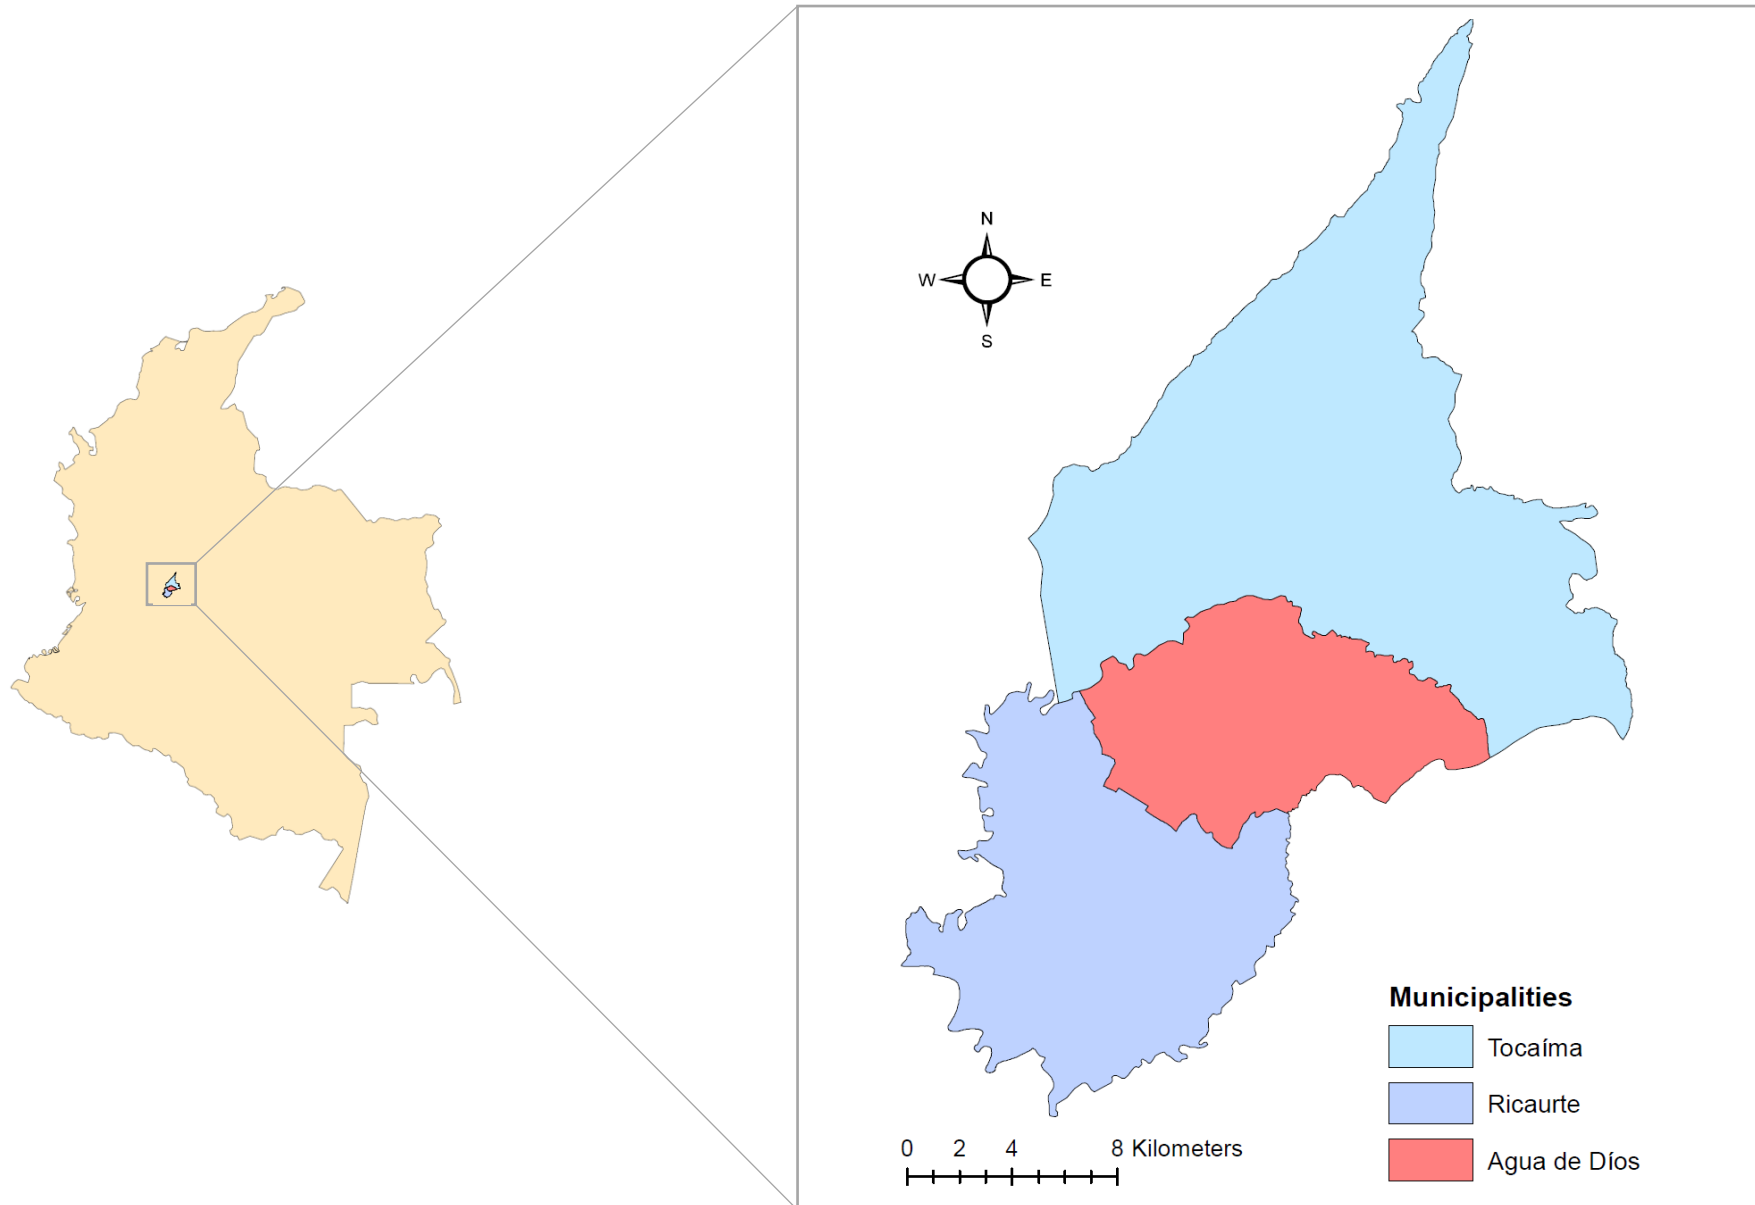 N
W E
S
Municipalities
Tocaíma
Ricaurte
Agua de Díos
0 2 4 8 Kilometers